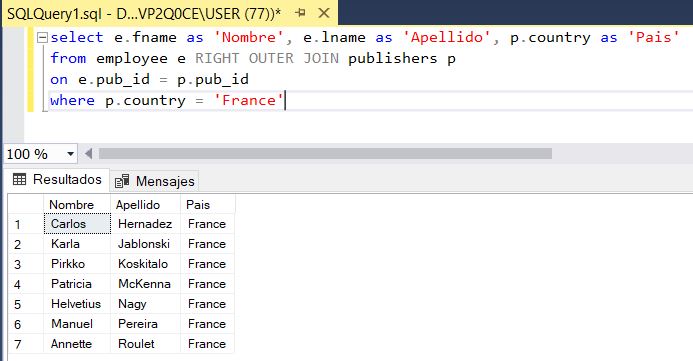 SQLQuery1.sql - D...VP2Q0CE\USER (77))*
select e.fname as 'Nombre', e.lname as 'Apellido', p.country as 'Pais'
from employee e RIGHT OUTER JOIN publishers p
on e.pub_id = p.pub_id
where p.country = 'France'
100 %
Resultados Mensajes
Nombre Apellido Pais
1 Carlos Hernadez France
2 Karla Jablonski France
3 Pirkko Koskitalo France
4 Patricia McKenna France
5 Helvetius Nagy France
6 Manuel Pereira France
7 Annette Roulet France